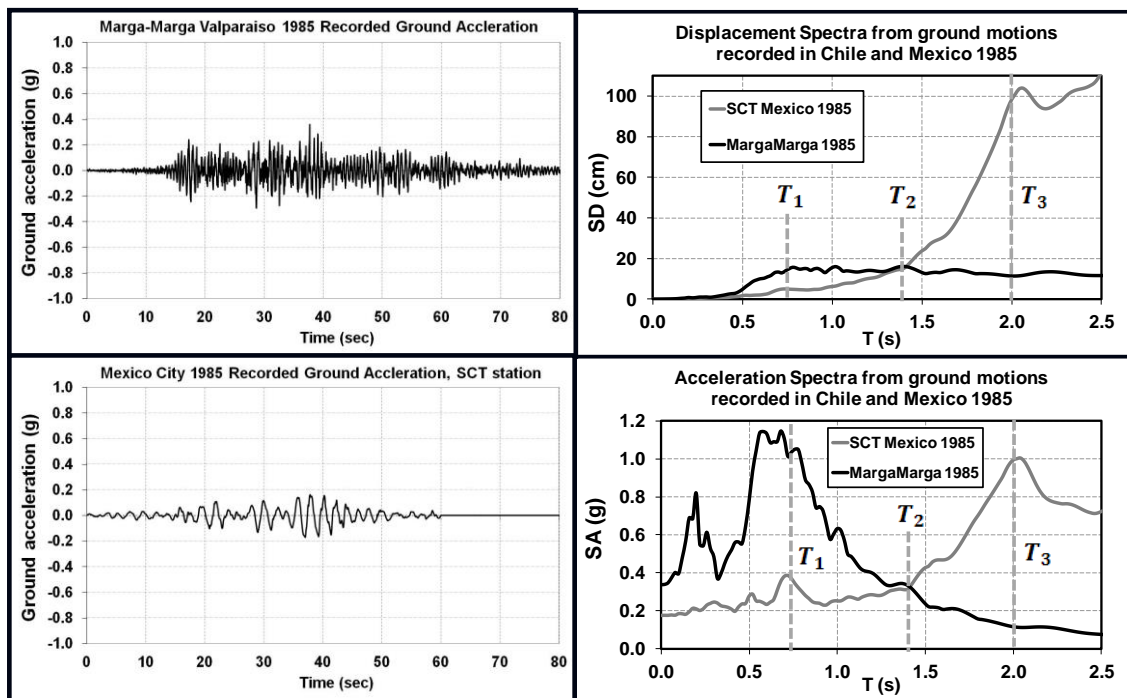 Marga-Marga Valparaiso 1985 Recorded Ground Accleration
1.0
0.8
0.6
0.4
0.2
0.0
-0.2
-0.4
-0.6
-0.8
-1.0
Ground acceleration (g)
0 10 20 30 40 50 60 70 80
Time (sec)
Displacement Spectra from ground motions
recorded in Chile and Mexico 1985
100
80
60
40
20
0
SD (cm)
SCT Mexico 1985
MargaMarga 1985
T1
T2
T3
0.0 0.5 1.0 1.5 2.0 2.5
T (s)
Mexico City 1985 Recorded Ground Accleration, SCT station
1.0
0.8
0.6
0.4
0.2
0.0
-0.2
-0.4
-0.6
-0.8
-1.0
Ground acceleration (g)
0 10 20 30 40 50 60 70 80
Time (sec)
Acceleration Spectra from ground motions
recorded in Chile and Mexico 1985
1.2
1.0
0.8
0.6
0.4
0.2
0.0
SA (g)
SCT Mexico 1985
MargaMarga 1985
T2
T1
T3
0.0 0.5 1.0 1.5 2.0 2.5
T (s)